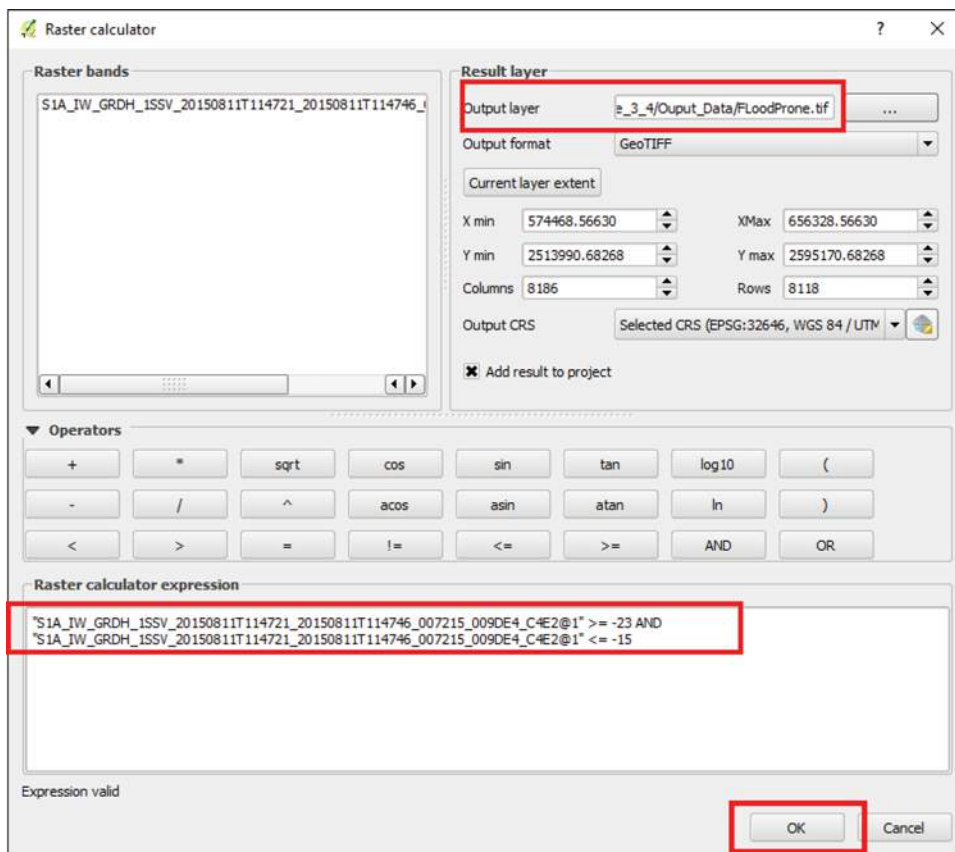 Raster calculator ? X
Raster bands
S1A_IW_GRDH_1SSV_20150811T114721_20150811T114746_
Result layer
Output layer e_3_4/Ouput_Data/FLoodProne.tif ...
Output format GeoTIFF
Current layer extent
X min 574468.56630 XMax 656328.56630
Y min 2513990.68268 Y max 2595170.68268
Columns 8186 Rows 8118
Output CRS Selected CRS (EPSG:32646, WGS 84 / UTM
Add result to project
Operators
+ * sqrt cos sin tan log10 (
- / ^ acos asin atan ln )
< > = != <= >= AND OR
Raster calculator expression
"S1A_IW_GRDH_1SSV_20150811T114721_20150811T114746_007215_009DE4_C4E2@1" >= -23 AND
"S1A_IW_GRDH_1SSV_20150811T114721_20150811T114746_007215_009DE4_C4E2@1" <= -15
Expression valid
OK Cancel